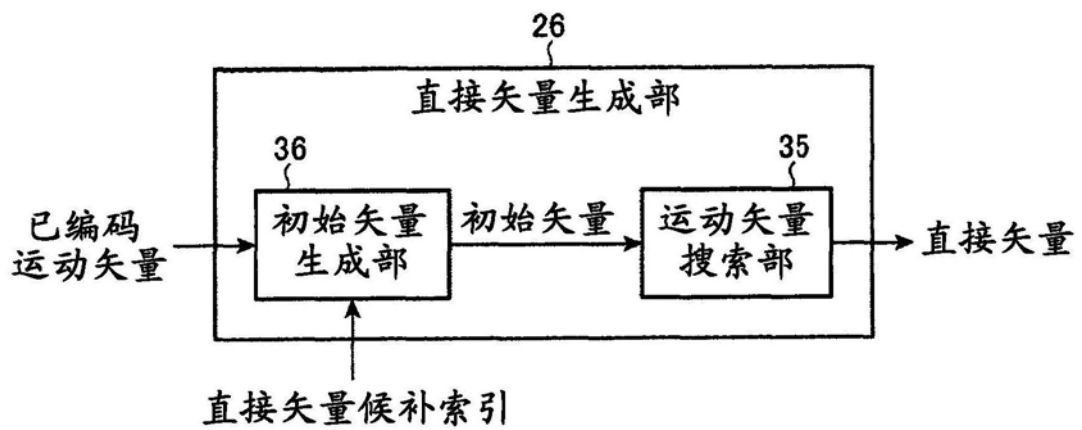 26
直接矢量生成部
36
35
已编码
运动矢量
初始矢量
生成部
初始矢量
运动矢量
搜索部
直接矢量
直接矢量候补索引